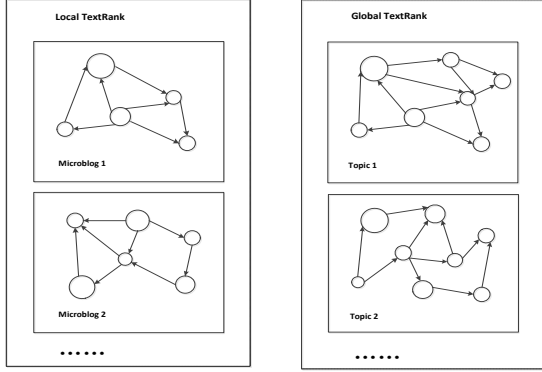 Local TextRank
Microblog 1
Microblog 2
......
Global TextRank
Topic 1
Topic 2
......